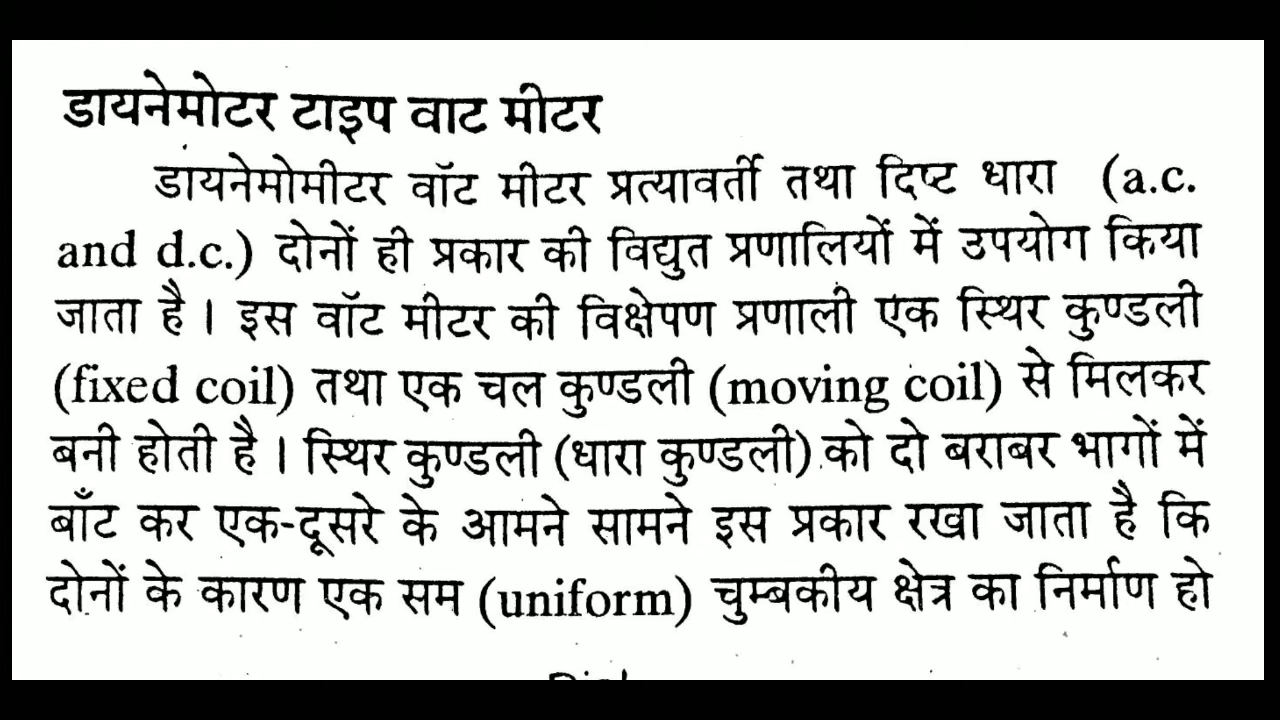 डायनेमोटर टाइप वाट मीटर
डायनेमोमीटर वॉट मीटर प्रत्यावर्ती तथा दिष्ट धारा (a.c.
and d.c.) दोनों ही प्रकार की विद्युत प्रणालियों में उपयोग किया
जाता है। इस वॉट मीटर की विक्षेपण प्रणाली एक स्थिर कुण्डली
(fixed coil) तथा एक चल कुण्डली (moving coil) से मिलकर
बनी होती है। स्थिर कुण्डली (धारा कुण्डली) को दो बराबर भागों में
बाँट कर एक-दूसरे के आमने सामने इस प्रकार रखा जाता है कि
दोनों के कारण एक सम (uniform) चुम्बकीय क्षेत्र का निर्माण हो